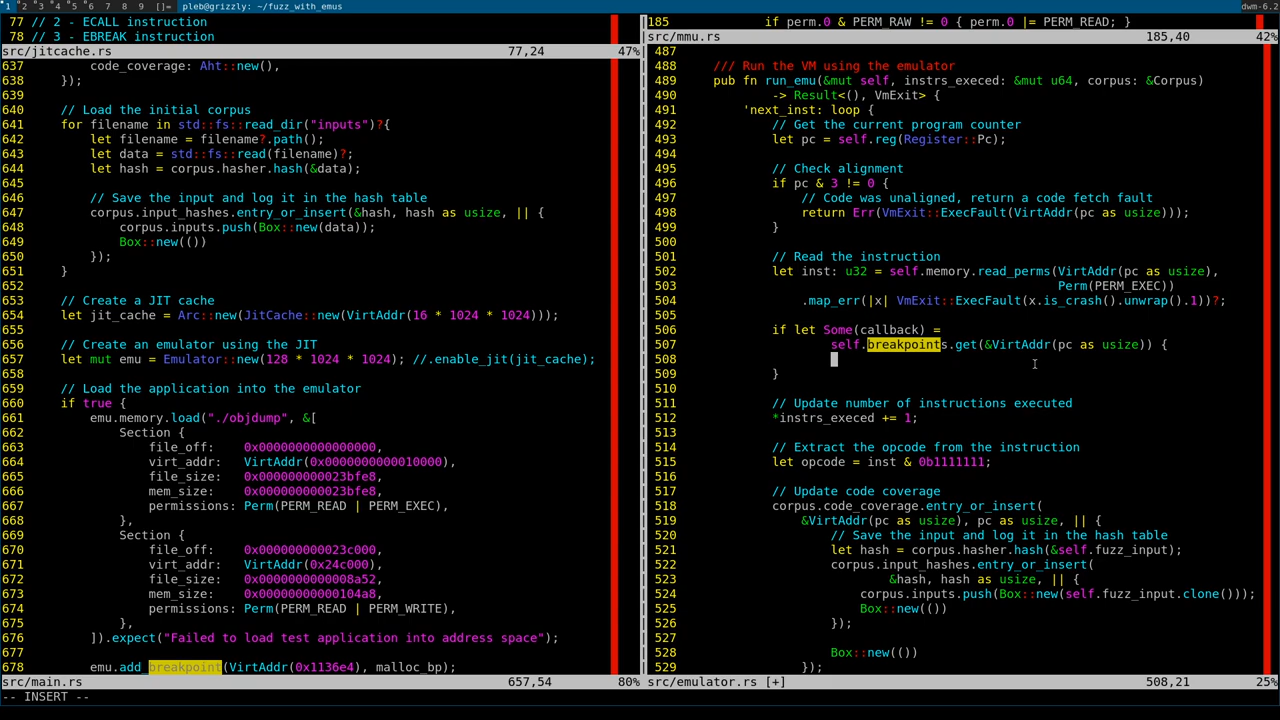 1 2 3 4 5 6 7 8 9 []= pleb@grizzly: ~/fuzz_with_emus dwm-6.2
77 // 2 - ECALL instruction
78 // 3 - EBREAK instruction
src/jitcache.rs 77,24 47%
637 code_coverage: Aht::new(),
638 });
639
640 // Load the initial corpus
641 for filename in std::fs::read_dir("inputs")?{
642 let filename = filename?.path();
643 let data = std::fs::read(filename)?;
644 let hash = corpus.hasher.hash(&data);
645
646 // Save the input and log it in the hash table
647 corpus.input_hashes.entry_or_insert(&hash, hash as usize, || {
648 corpus.inputs.push(Box::new(data));
649 Box::new(())
650 });
651 }
652
653 // Create a JIT cache
654 let jit_cache = Arc::new(JitCache::new(VirtAddr(16 * 1024 * 1024)));
655
656 // Create an emulator using the JIT
657 let mut emu = Emulator::new(128 * 1024 * 1024); //.enable_jit(jit_cache);
658
659 // Load the application into the emulator
660 if true {
661 emu.memory.load("./objdump", &[
662 Section {
663 file_off: 0x0000000000000000,
664 virt_addr: VirtAddr(0x0000000000010000),
665 file_size: 0x000000000023bfe8,
666 mem_size: 0x000000000023bfe8,
667 permissions: Perm(PERM_READ | PERM_EXEC),
668 },
669 Section {
670 file_off: 0x000000000023c000,
671 virt_addr: VirtAddr(0x24c000),
672 file_size: 0x0000000000008a52,
673 mem_size: 0x00000000000104a8,
674 permissions: Perm(PERM_READ | PERM_WRITE),
675 },
676 ]).expect("Failed to load test application into address space");
677
678 emu.add_breakpoint(VirtAddr(0x1136e4), malloc_bp);
src/main.rs 657,54 80%
-- INSERT --
185 if perm.0 & PERM_RAW != 0 { perm.0 |= PERM_READ; }
src/mmu.rs 185,40 42%
487
488 /// Run the VM using the emulator
489 pub fn run_emu(&mut self, instrs_execed: &mut u64, corpus: &Corpus)
490 -> Result<(), VmExit> {
491 'next_inst: loop {
492 // Get the current program counter
493 let pc = self.reg(Register::Pc);
494
495 // Check alignment
496 if pc & 3 != 0 {
497 // Code was unaligned, return a code fetch fault
498 return Err(VmExit::ExecFault(VirtAddr(pc as usize)));
499 }
500
501 // Read the instruction
502 let inst: u32 = self.memory.read_perms(VirtAddr(pc as usize),
503 Perm(PERM_EXEC))
504 .map_err(|x| VmExit::ExecFault(x.is_crash().unwrap().1))?;
505
506 if let Some(callback) =
507 self.breakpoints.get(&VirtAddr(pc as usize)) {
508
509 }
510
511 // Update number of instructions executed
512 *instrs_execed += 1;
513
514 // Extract the opcode from the instruction
515 let opcode = inst & 0b1111111;
516
517 // Update code coverage
518 corpus.code_coverage.entry_or_insert(
519 &VirtAddr(pc as usize), pc as usize, || {
520 // Save the input and log it in the hash table
521 let hash = corpus.hasher.hash(&self.fuzz_input);
522 corpus.input_hashes.entry_or_insert(
523 &hash, hash as usize, || {
524 corpus.inputs.push(Box::new(self.fuzz_input.clone()));
525 Box::new(())
526 });
527
528 Box::new(())
529 });
src/emulator.rs [+] 508,21 25%